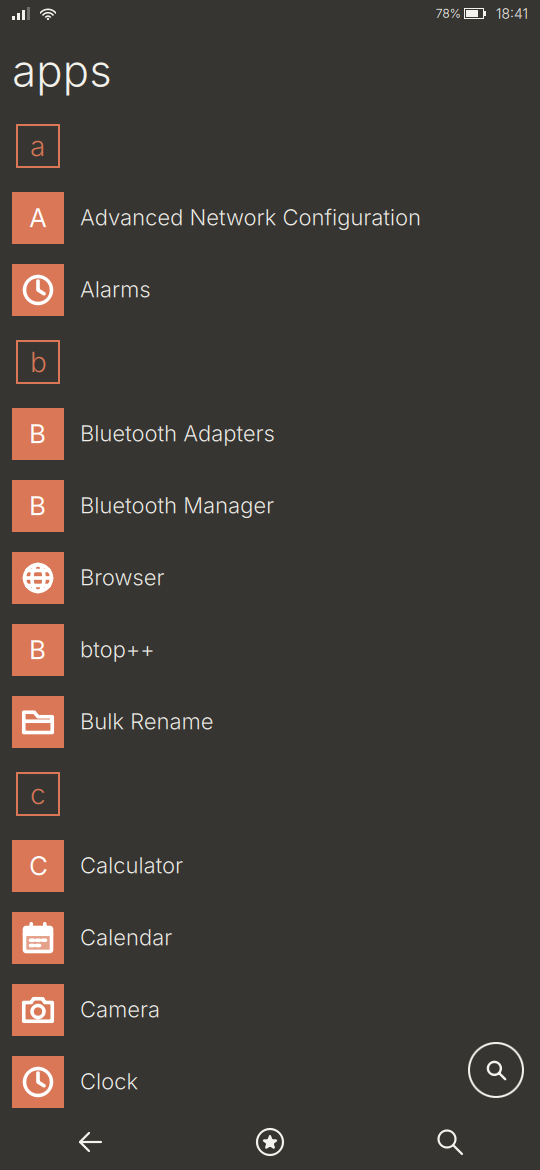 78% 18:41
apps
a
A Advanced Network Configuration
Alarms
b
B Bluetooth Adapters
B Bluetooth Manager
Browser
B btop++
Bulk Rename
c
C Calculator
Calendar
Camera
Clock